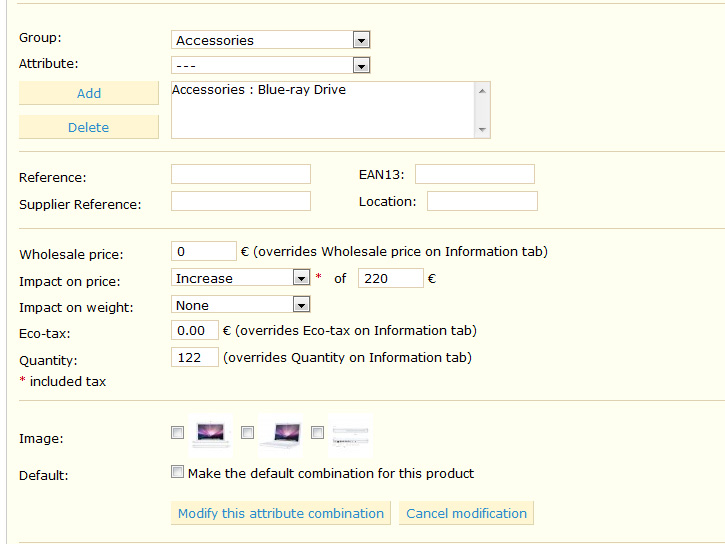 Group: Accessories
Attribute: ---
Add
Accessories : Blue-ray Drive
Delete
Reference: EAN13:
Supplier Reference: Location:
Wholesale price: 0 € (overrides Wholesale price on Information tab)
Impact on price: Increase * of 220 €
Impact on weight: None
Eco-tax: 0.00 € (overrides Eco-tax on Information tab)
Quantity: 122 (overrides Quantity on Information tab)
* included tax
Image:
Default: Make the default combination for this product
Modify this attribute combination Cancel modification